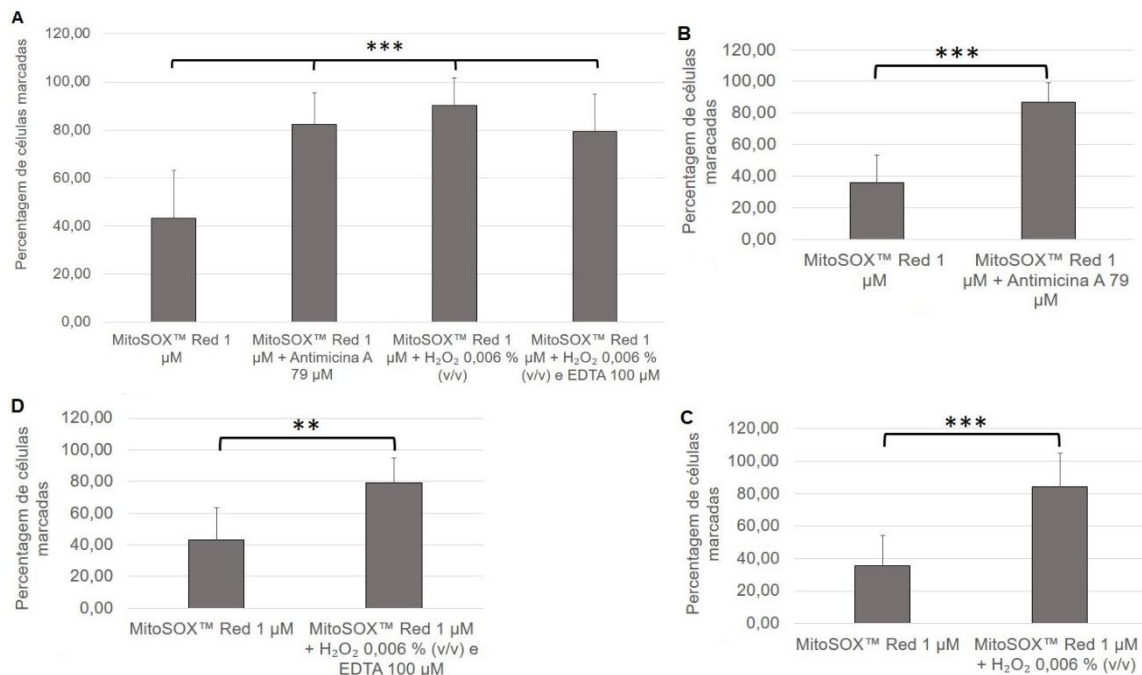 A
Percentagem de células marcadas
120,00
100,00
80,00
60,00
40,00
20,00
0,00
***
MitoSOX™ Red 1
µM
MitoSOX™ Red 1
µM + Antimicina A
79 µM
MitoSOX™ Red 1
µM + H₂O₂ 0,006 %
(v/v)
MitoSOX™ Red 1
µM + H₂O₂ 0,006 %
(v/v) e EDTA 100 µM
B
Percentagem de células
maracadas
120,00
100,00
80,00
60,00
40,00
20,00
0,00
***
MitoSOX™ Red 1
µM
MitoSOX™ Red 1
µM + Antimicina A 79
µM
D
Percentagem de células
marcadas
120,00
100,00
80,00
60,00
40,00
20,00
0,00
**
MitoSOX™ Red 1 µM
MitoSOX™ Red 1 µM
+ H₂O₂ 0,006 % (v/v) e
EDTA 100 µM
C
Percentagem de células
marcadas
120,00
100,00
80,00
60,00
40,00
20,00
0,00
***
MitoSOX™ Red 1 µM
MitoSOX™ Red 1 µM
+ H₂O₂ 0,006 % (v/v)